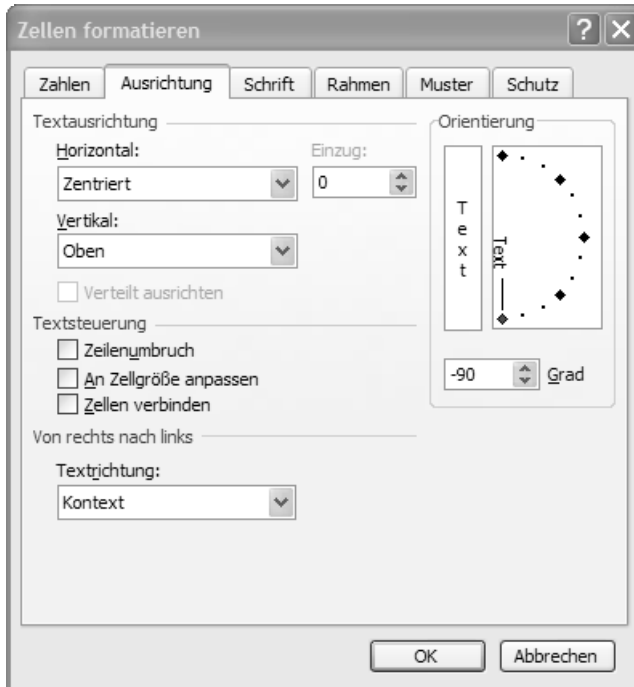 Zellen formatieren
Zahlen Ausrichtung Schrift Rahmen Muster Schutz
Textausrichtung
Horizontal:
Einzug:
Zentriert
0
Vertikal:
Oben
Verteilt ausrichten
Textsteuerung
Zeilenumbruch
An Zellgröße anpassen
Zellen verbinden
Von rechts nach links
Textrichtung:
Kontext
Orientierung
Text
Text
-90 Grad
OK Abbrechen